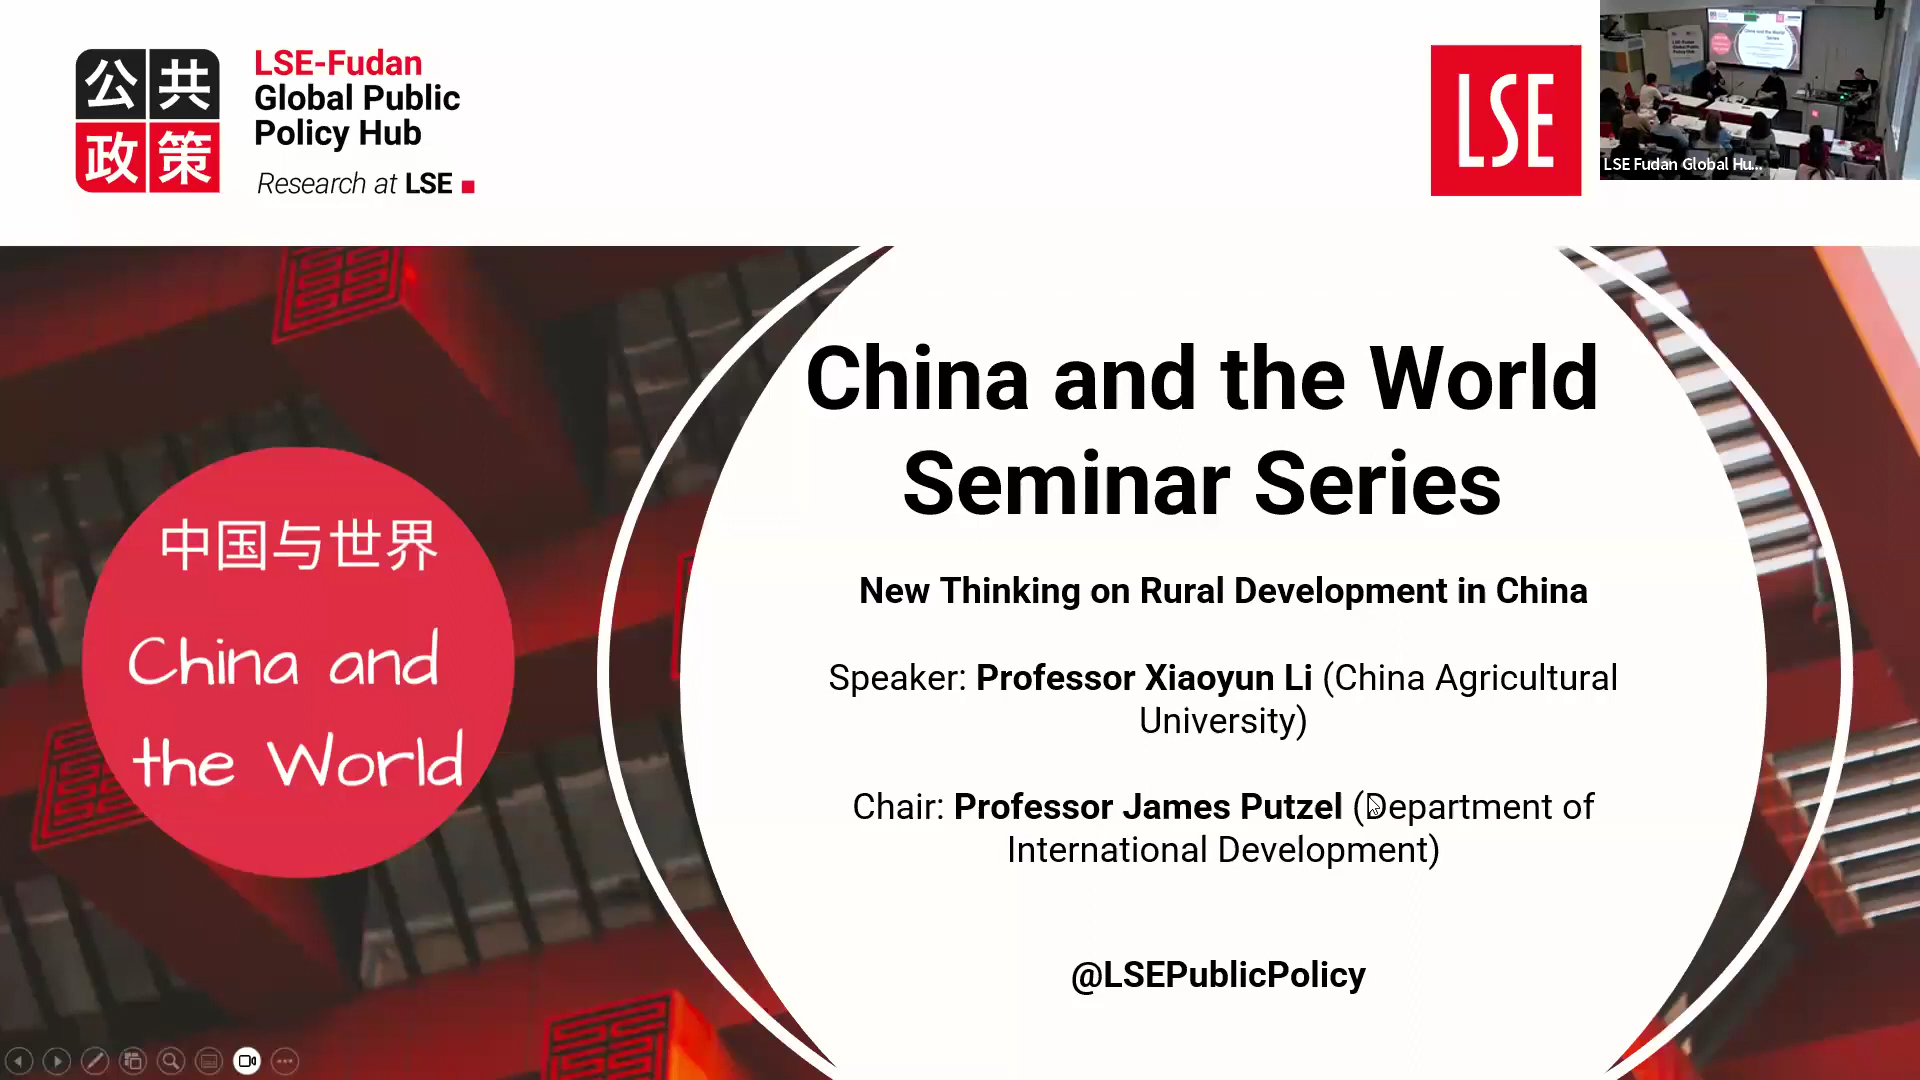 公共
政策
LSE-Fudan
Global Public
Policy Hub
Research at LSE
LSE
LSE Fudan Global Hu...
中国与世界
China and
the World
China and the World
Seminar Series
New Thinking on Rural Development in China
Speaker: Professor Xiaoyun Li (China Agricultural
University)
Chair: Professor James Putzel (Department of
International Development)
@LSEPublicPolicy